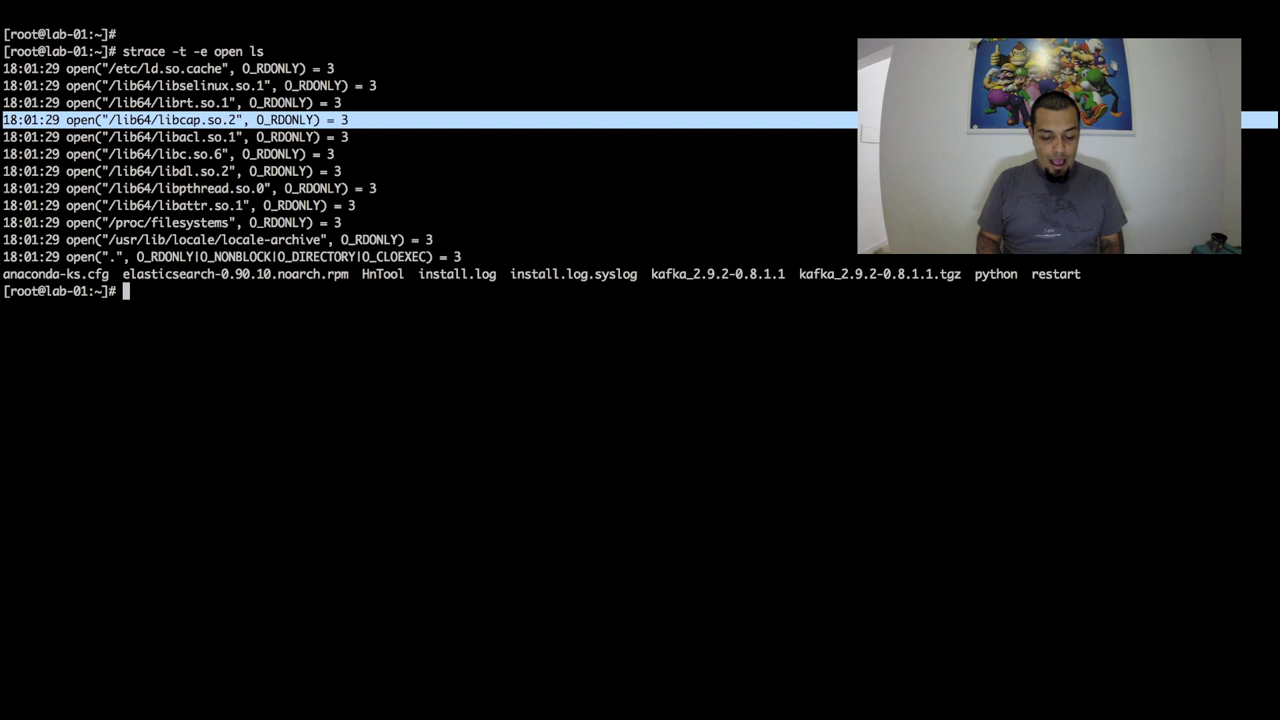 [root@lab-01:~]#
[root@lab-01:~]# strace -t -e open ls
18:01:29 open("/etc/ld.so.cache", O_RDONLY) = 3
18:01:29 open("/lib64/libselinux.so.1", O_RDONLY) = 3
18:01:29 open("/lib64/librt.so.1", O_RDONLY) = 3
18:01:29 open("/lib64/libcap.so.2", O_RDONLY) = 3
18:01:29 open("/lib64/libacl.so.1", O_RDONLY) = 3
18:01:29 open("/lib64/libc.so.6", O_RDONLY) = 3
18:01:29 open("/lib64/libdl.so.2", O_RDONLY) = 3
18:01:29 open("/lib64/libpthread.so.0", O_RDONLY) = 3
18:01:29 open("/lib64/libattr.so.1", O_RDONLY) = 3
18:01:29 open("/proc/filesystems", O_RDONLY) = 3
18:01:29 open("/usr/lib/locale/locale-archive", O_RDONLY) = 3
18:01:29 open(".", O_RDONLY|O_NONBLOCK|O_DIRECTORY|O_CLOEXEC) = 3
anaconda-ks.cfg elasticsearch-0.90.10.noarch.rpm HnTool install.log install.log.syslog kafka_2.9.2-0.8.1.1 kafka_2.9.2-0.8.1.1.tgz python restart
[root@lab-01:~]#